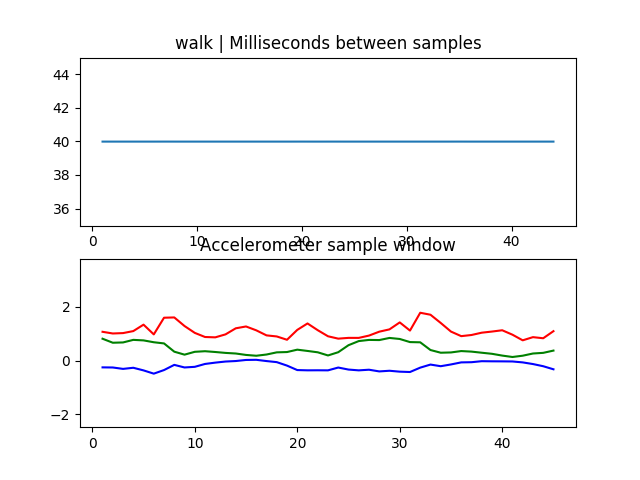 walk | Milliseconds between samples
44
42
40
38
36
0 10 20 30 40
Accelerometer sample window
2
0
−2
0 10 20 30 40